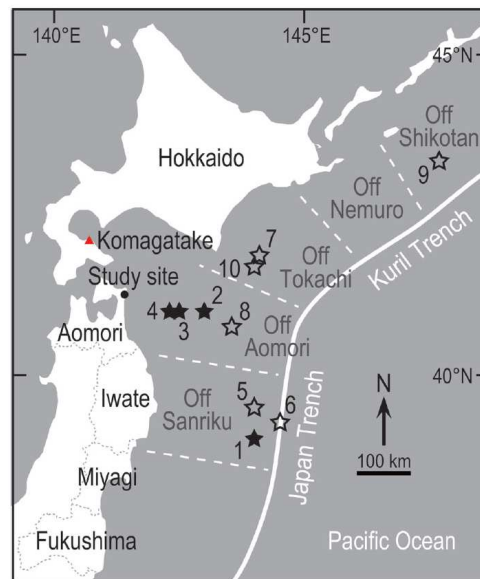 140°E
145°E
45°N
Off
Shikotan
Hokkaido
9
Off
Nemuro
Komagatake
7
10
Off
Tokachi
Kuril Trench
Study site
2
4
3
8
Off
Aomori
Aomori
40°N
Iwate
Off
Sanriku
5
6
1
N
Japan Trench
100 km
Miyagi
Fukushima
Pacific Ocean